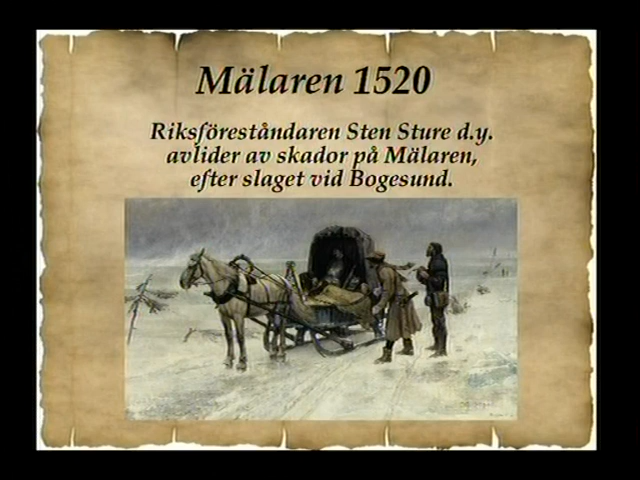 Mälaren 1520
Riksföreståndaren Sten Sture d.y.
avlider av skador på Mälaren,
efter slaget vid Bogesund.